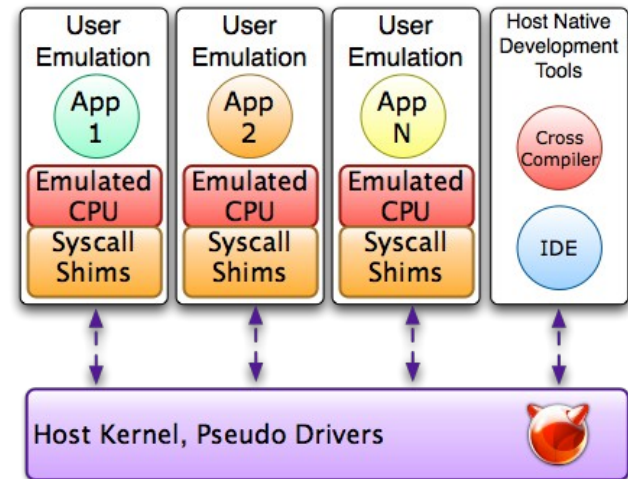 User
Emulation
App
1
Emulated
CPU
Syscall
Shims
User
Emulation
App
2
Emulated
CPU
Syscall
Shims
User
Emulation
App
N
Emulated
CPU
Syscall
Shims
Host Native
Development
Tools
Cross
Compiler
IDE
Host Kernel, Pseudo Drivers